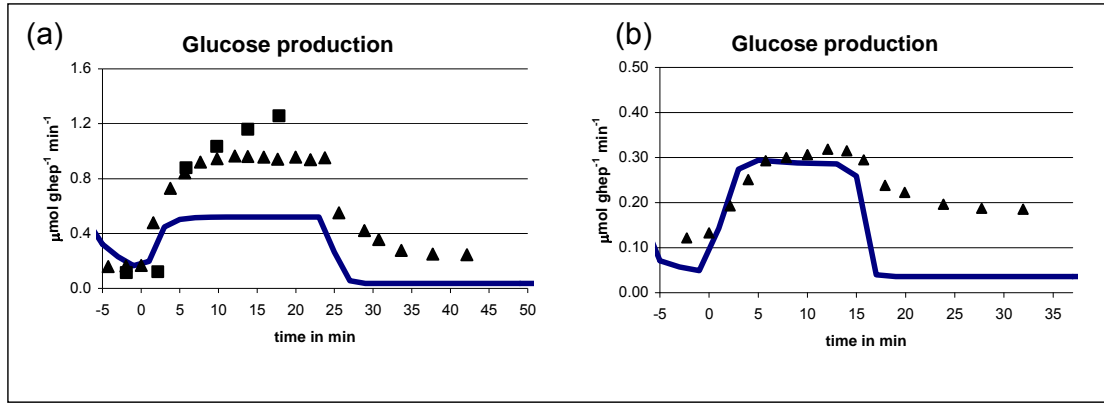 (a)
Glucose production
1.6
1.2
0.8
0.4
0.0
µmol ghep⁻¹ min⁻¹
-5 0 5 10 15 20 25 30 35 40 45 50
time in min
(b)
Glucose production
0.50
0.40
0.30
0.20
0.10
0.00
µmol ghep⁻¹ min⁻¹
-5 0 5 10 15 20 25 30 35
time in min